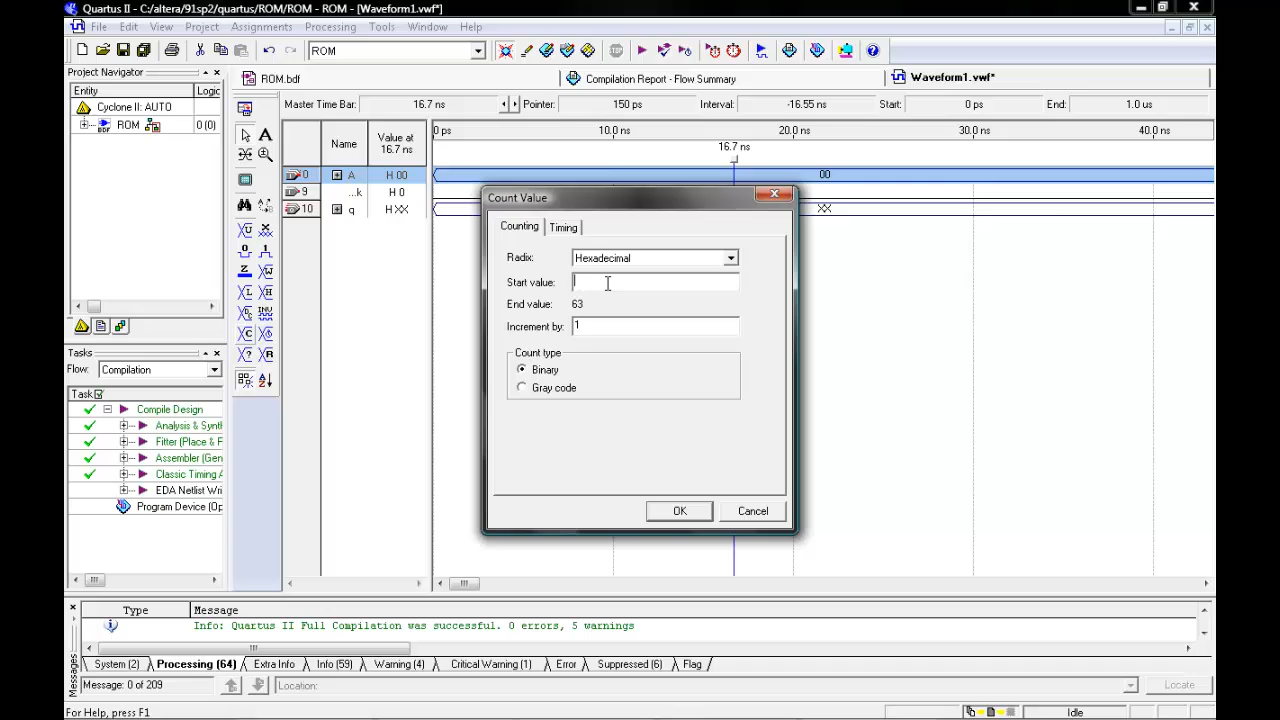 Quartus II - C:/altera/91sp2/quartus/ROM/ROM - ROM - [Waveform1.vwf*]
File Edit View Project Assignments Processing Tools Window Help
ROM
Project Navigator
Entity Logic
Cyclone II: AUTO
ROM 0 (0)
ROM.bdf
Compilation Report - Flow Summary
Waveform1.vwf*
Master Time Bar: 16.7 ns Pointer: 150 ps Interval: -16.55 ns Start: 0 ps End: 1.0 us
Name Value at 16.7 ns
0 ps 10.0 ns 20.0 ns 30.0 ns 40.0 ns
16.7 ns
0 A H 00 00
9 ...k H 0
10 q H XX XX
Count Value
Counting Timing
Radix: Hexadecimal
Start value:
End value: 63
Increment by: 1
Count type
Binary
Gray code
OK Cancel
Tasks
Flow: Compilation
Task
Compile Design
Analysis & Synth
Fitter (Place & F
Assembler (Gen
Classic Timing A
EDA Netlist Wri
Program Device (Op
Type Message
Info: Quartus II Full Compilation was successful. 0 errors, 5 warnings
System (2) Processing (64) Extra Info Info (59) Warning (4) Critical Warning (1) Error Suppressed (6) Flag
Messages
Message: 0 of 209 Location: Locate
For Help, press F1 Idle